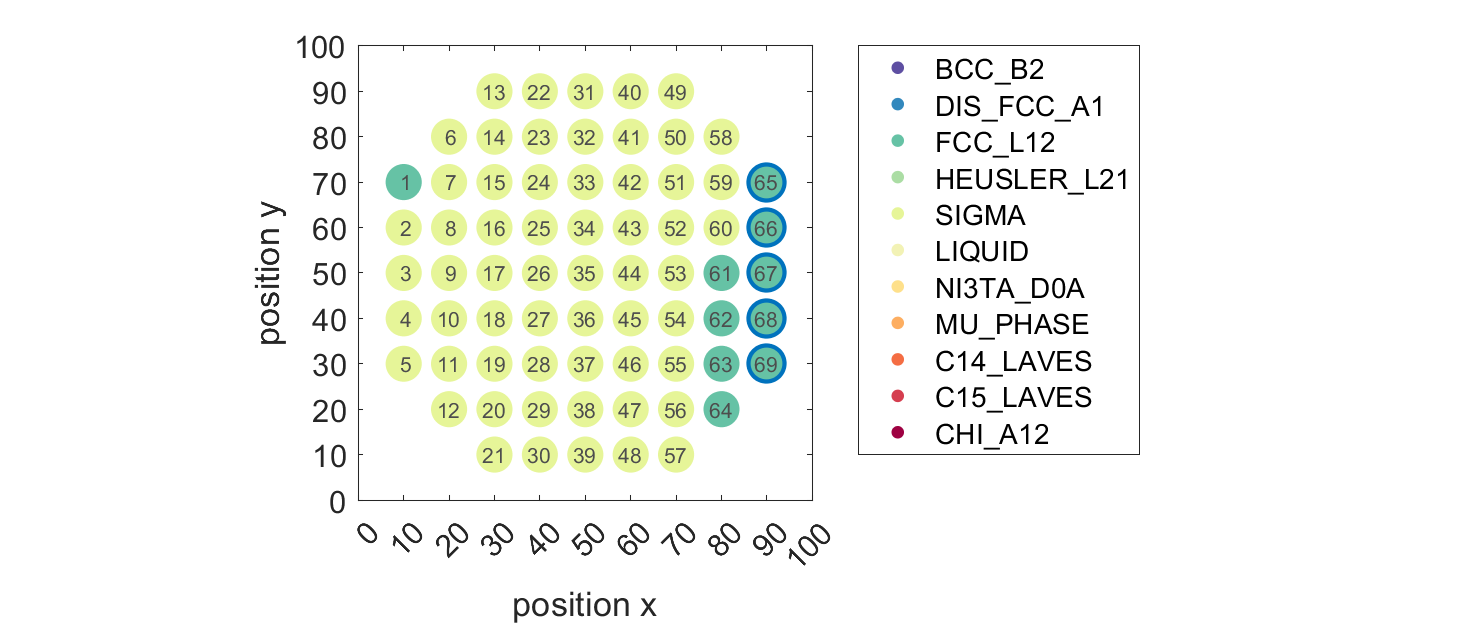 100
90
80
70
60
50
40
30
20
10
0
position y
13 22 31 40 49
6 14 23 32 41 50 58
1 7 15 24 33 42 51 59 65
2 8 16 25 34 43 52 60 66
3 9 17 26 35 44 53 61 67
4 10 18 27 36 45 54 62 68
5 11 19 28 37 46 55 63 69
12 20 29 38 47 56 64
21 30 39 48 57
0 10 20 30 40 50 60 70 80 90 100
position x
BCC_B2
DIS_FCC_A1
FCC_L12
HEUSLER_L21
SIGMA
LIQUID
NI3TA_D0A
MU_PHASE
C14_LAVES
C15_LAVES
CHI_A12